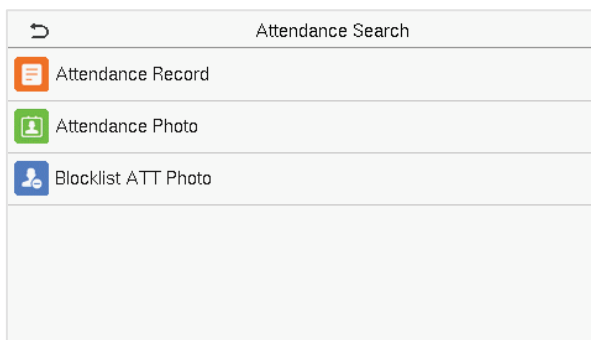 Attendance Search
Attendance Record
Attendance Photo
Blocklist ATT Photo